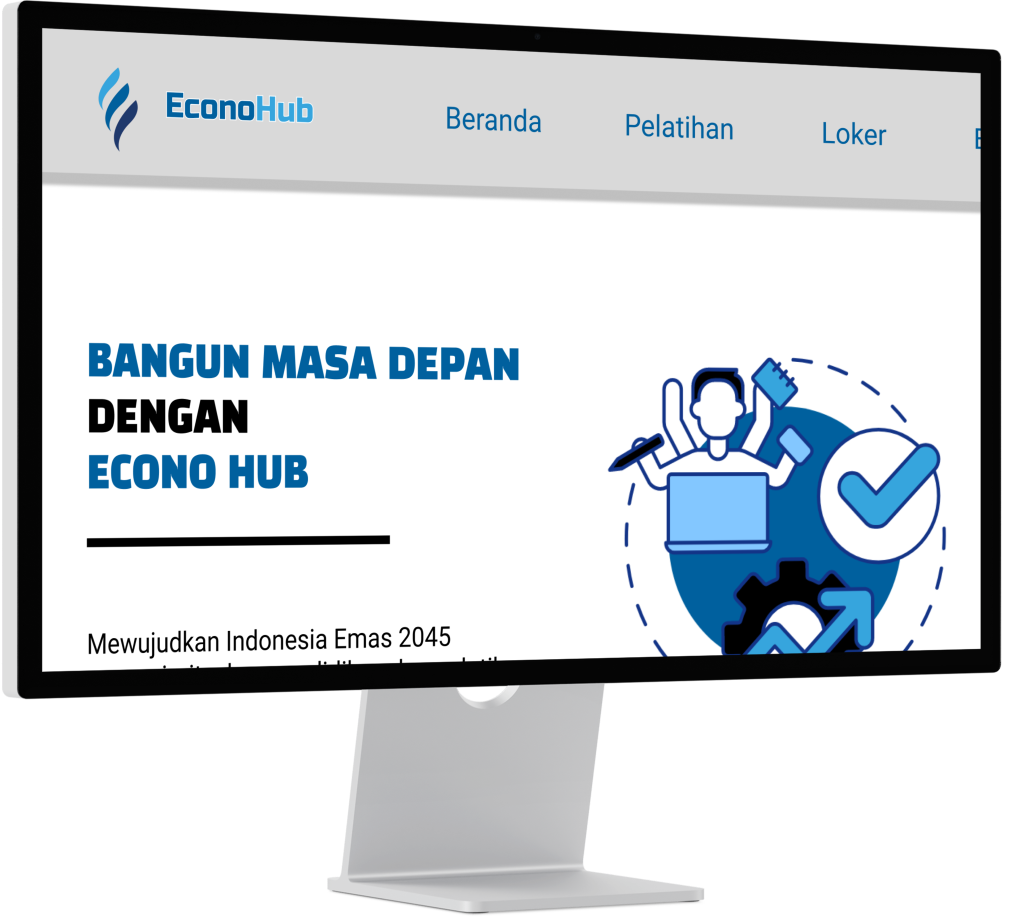 EconoHub
Beranda
Pelatihan
Loker
BANGUN MASA DEPAN
DENGAN
ECONO HUB
Mewujudkan Indonesia Emas 2045